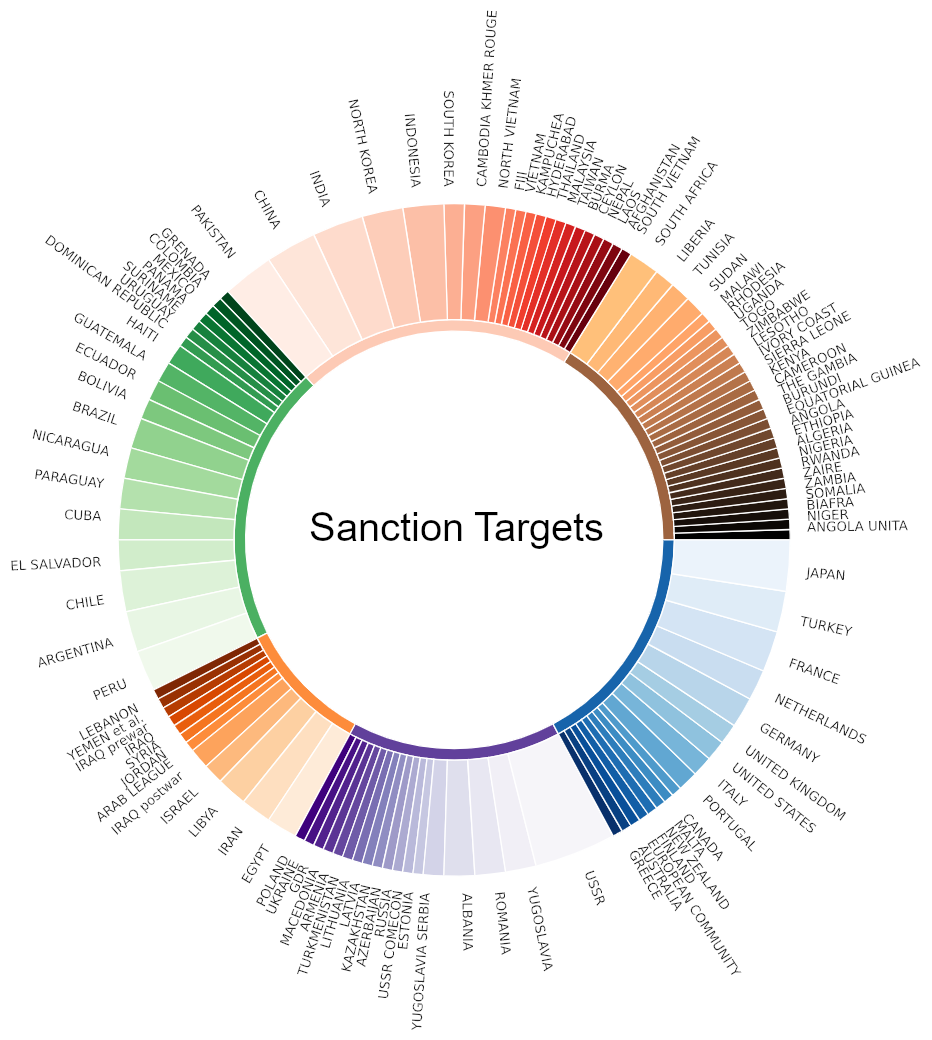 Sanction Targets
JAPAN
TURKEY
FRANCE
NETHERLANDS
GERMANY
UNITED KINGDOM
UNITED STATES
ITALY
PORTUGAL
CANADA
MALTA
NEW ZEALAND
FINLAND
EUROPEAN COMMUNITY
AUSTRALIA
GREECE
USSR
YUGOSLAVIA
ROMANIA
ALBANIA
YUGOSLAVIA SERBIA
ESTONIA
USSR COMECON
RUSSIA
AZERBAIJAN
KAZAKHSTAN
LATVIA
LITHUANIA
TURKMENISTAN
ARMENIA
MACEDONIA
GDR
UKRAINE
POLAND
EGYPT
IRAN
LIBYA
ISRAEL
IRAQ postwar
ARAB LEAGUE
JORDAN
SYRIA
IRAQ
IRAQ prewar
YEMEN et al.
LEBANON
PERU
ARGENTINA
CHILE
EL SALVADOR
CUBA
PARAGUAY
NICARAGUA
BRAZIL
BOLIVIA
ECUADOR
GUATEMALA
HAITI
DOMINICAN REPUBLIC
URUGUAY
SURINAME
PANAMA
MEXICO
COLOMBIA
GRENADA
PAKISTAN
CHINA
INDIA
NORTH KOREA
INDONESIA
SOUTH KOREA
CAMBODIA KHMER ROUGE
NORTH VIETNAM
FIJI
VIETNAM
KAMPUCHEA
HYDERABAD
THAILAND
MALAYSIA
TAIWAN
BURMA
CEYLON
NEPAL
LAOS
AFGHANISTAN
SOUTH VIETNAM
SOUTH AFRICA
LIBERIA
TUNISIA
SUDAN
MALAWI
RHODESIA
UGANDA
TOGO
ZIMBABWE
LESOTHO
IVORY COAST
SIERRA LEONE
KENYA
CAMEROON
THE GAMBIA
BURUNDI
EQUATORIAL GUINEA
ANGOLA
ETHIOPIA
ALGERIA
NIGERIA
RWANDA
ZAIRE
ZAMBIA
SOMALIA
BIAFRA
NIGER
ANGOLA UNITA